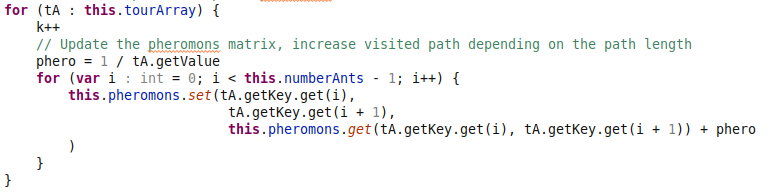 for (tA : this.tourArray) {
    k++
    // Update the pheromons matrix, increase visited path depending on the path length
    phero = 1 / tA.getValue
    for (var i : int = 0; i < this.numberAnts - 1; i++) {
        this.pheromons.set(tA.getKey.get(i),
                            tA.getKey.get(i + 1),
                            this.pheromons.get(tA.getKey.get(i), tA.getKey.get(i + 1)) + phero
        )
    }
}